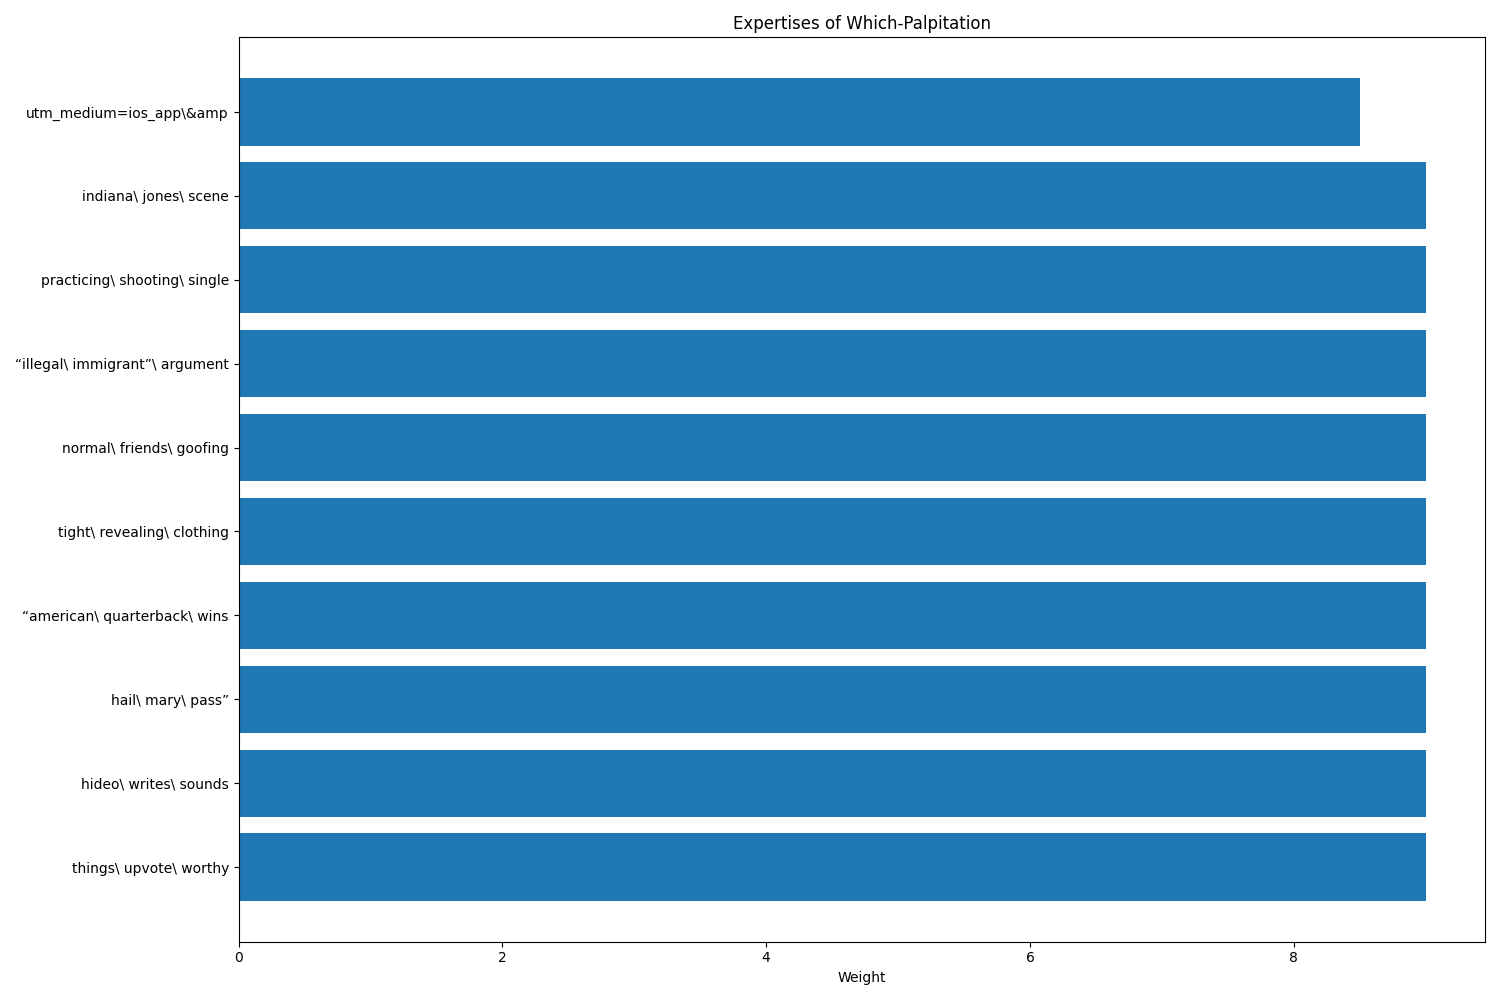 Expertises of Which-Palpitation
utm_medium=ios_app\&amp
indiana\ jones\ scene
practicing\ shooting\ single
“illegal\ immigrant”\ argument
normal\ friends\ goofing
tight\ revealing\ clothing
“american\ quarterback\ wins
hail\ mary\ pass”
hideo\ writes\ sounds
things\ upvote\ worthy
0 2 4 6 8
Weight